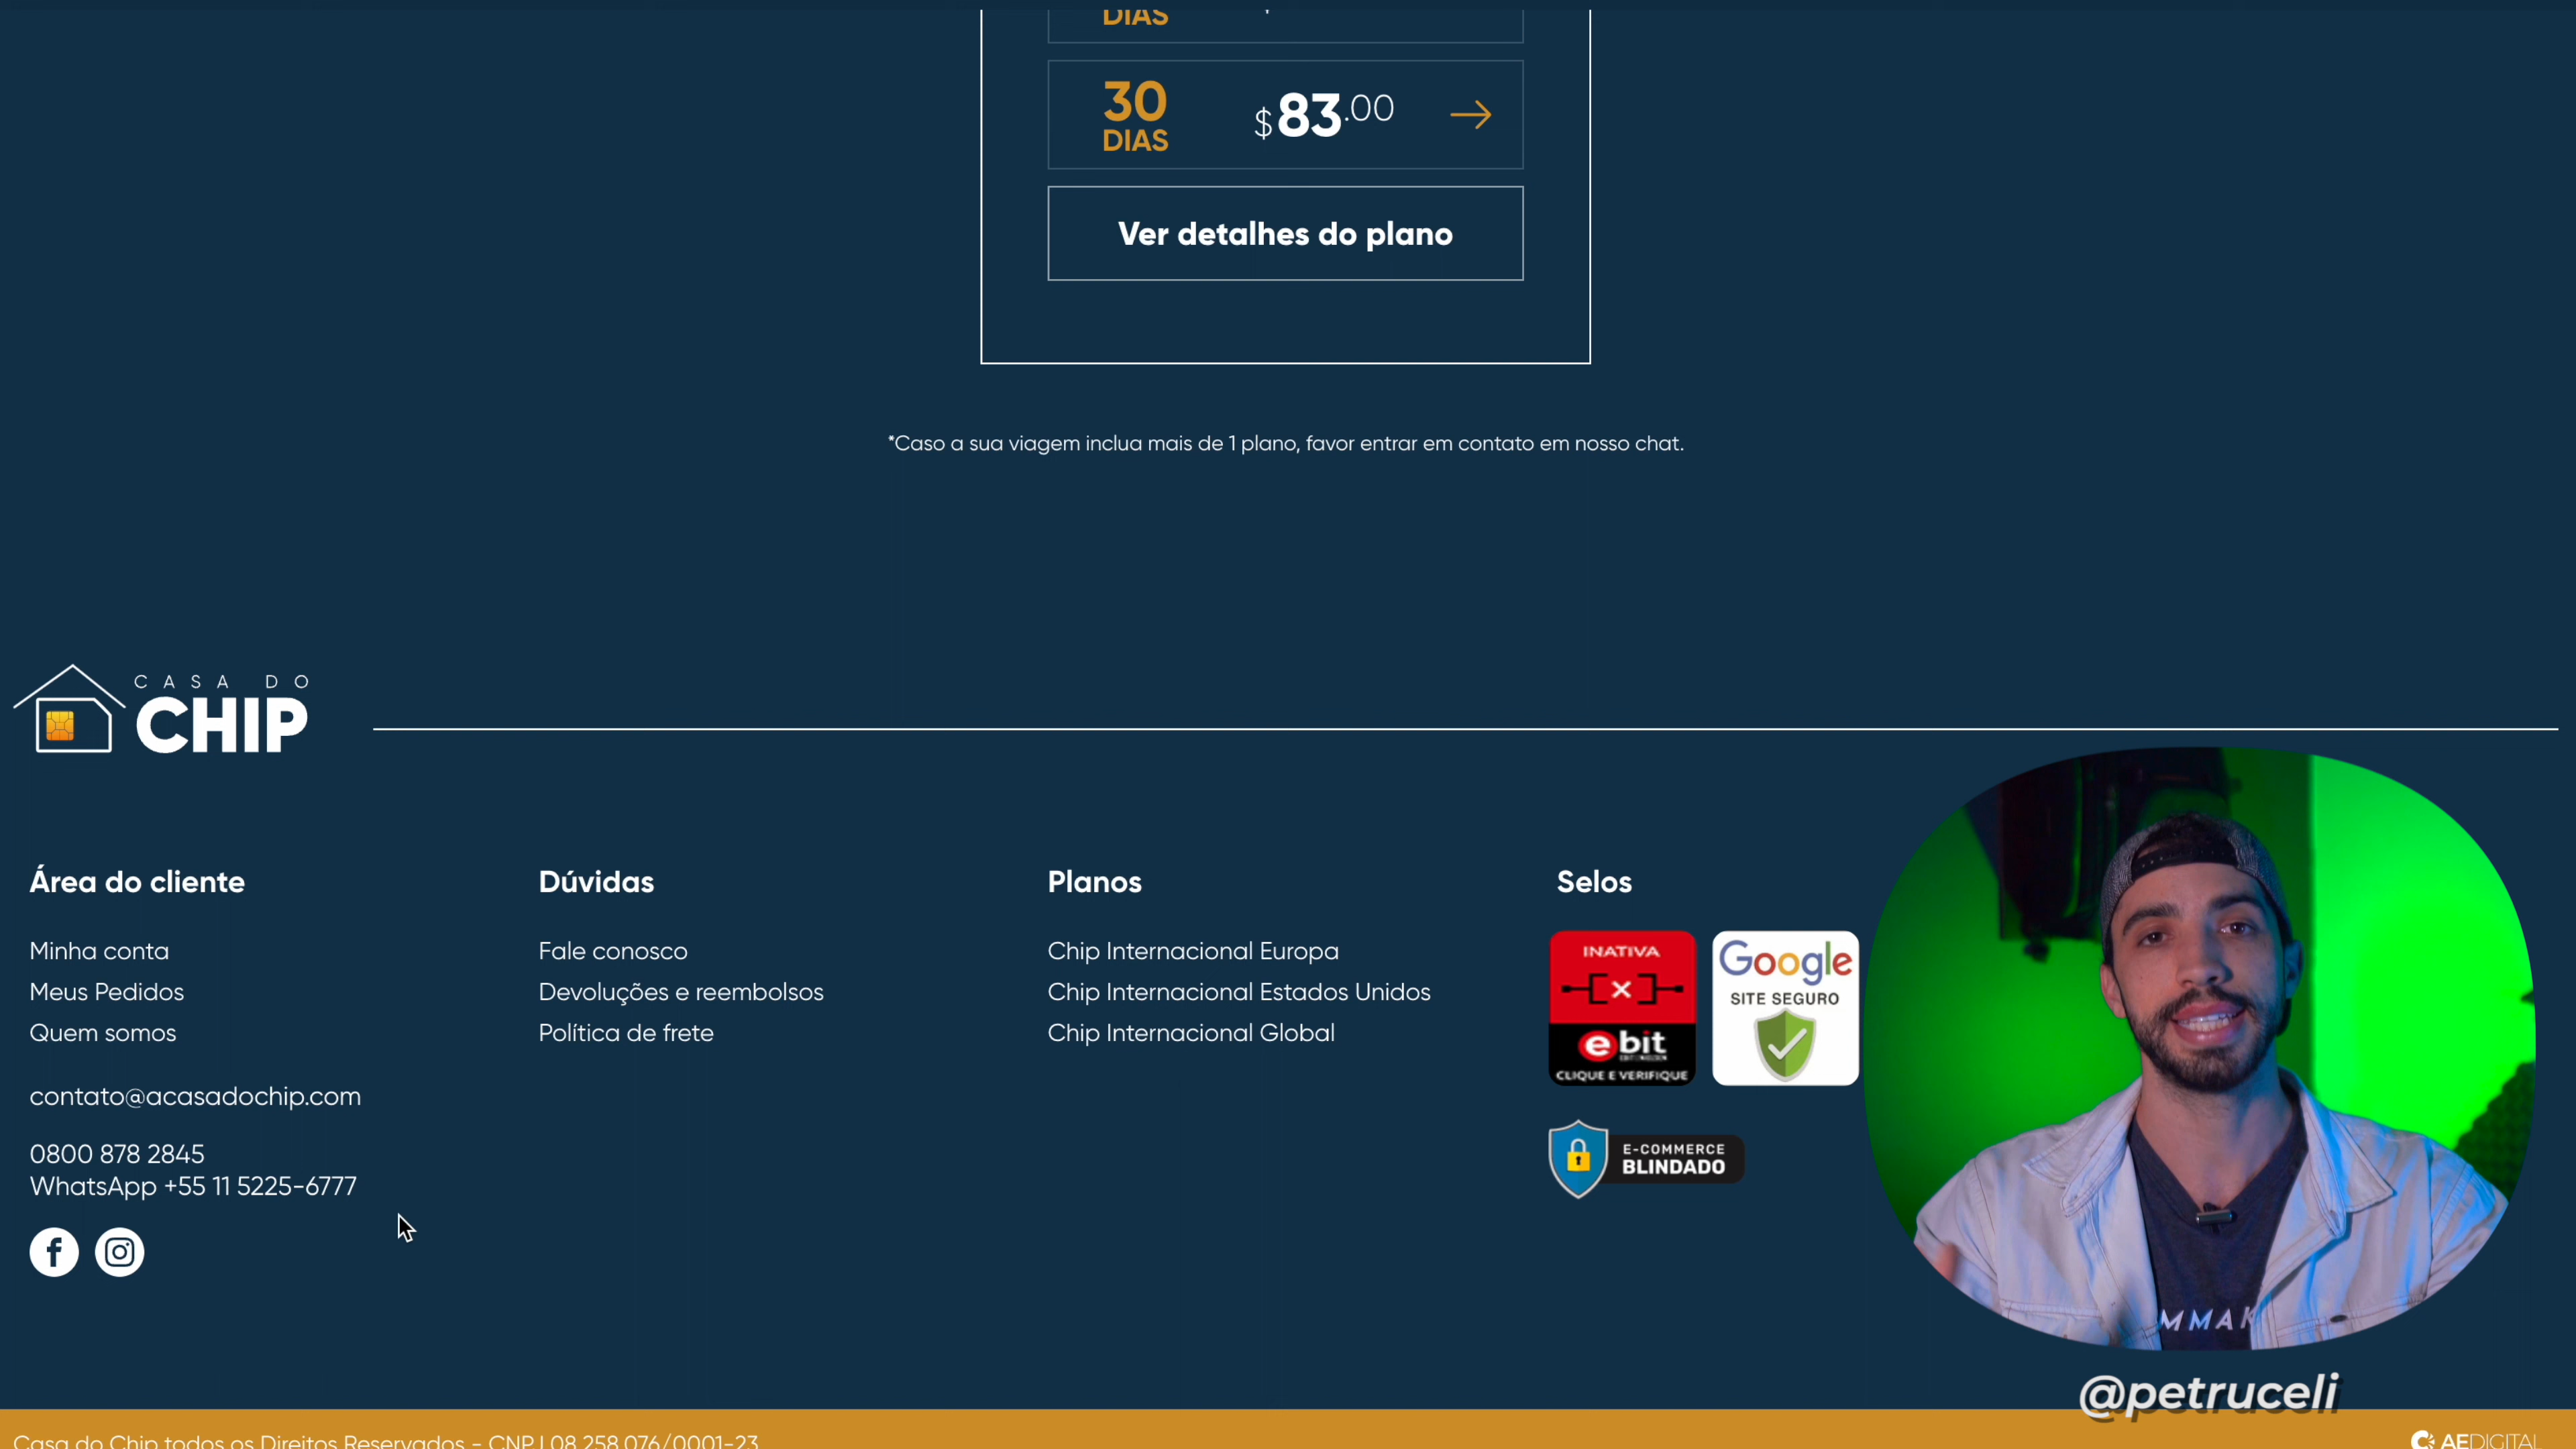 DIAS
30
DIAS
$83.00
Ver detalhes do plano
*Caso a sua viagem inclua mais de 1 plano, favor entrar em contato em nosso chat.
CASA DO
CHIP
Área do cliente
Minha conta
Meus Pedidos
Quem somos
contato@acasadochip.com
0800 878 2845
WhatsApp +55 11 5225-6777
Dúvidas
Fale conosco
Devoluções e reembolsos
Política de frete
Planos
Chip Internacional Europa
Chip Internacional Estados Unidos
Chip Internacional Global
Selos
INATIVA
ebit
CLIQUE E VERIFIQUE
Google
SITE SEGURO
E-COMMERCE
BLINDADO
MMAK
@petruceli
Casa do Chip todos os Direitos Reservados - CNPJ 08.258.076/0001-23
AEDIGITAL